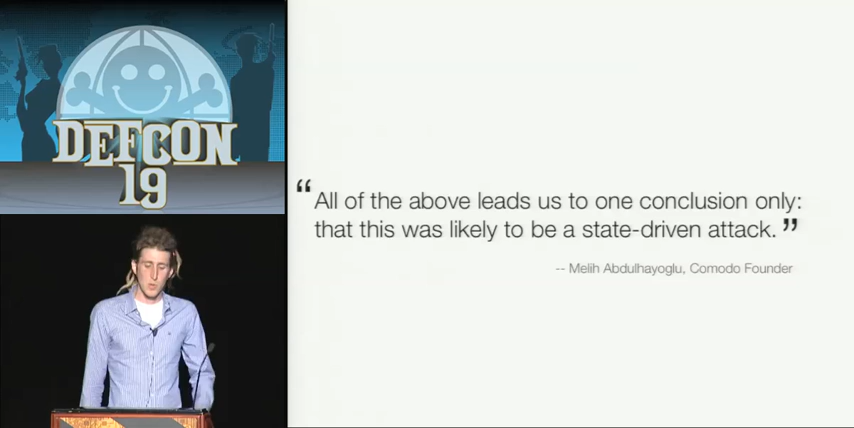 DEFCON
19
“All of the above leads us to one conclusion only:
that this was likely to be a state-driven attack.”
-- Melih Abdulhayoglu, Comodo Founder